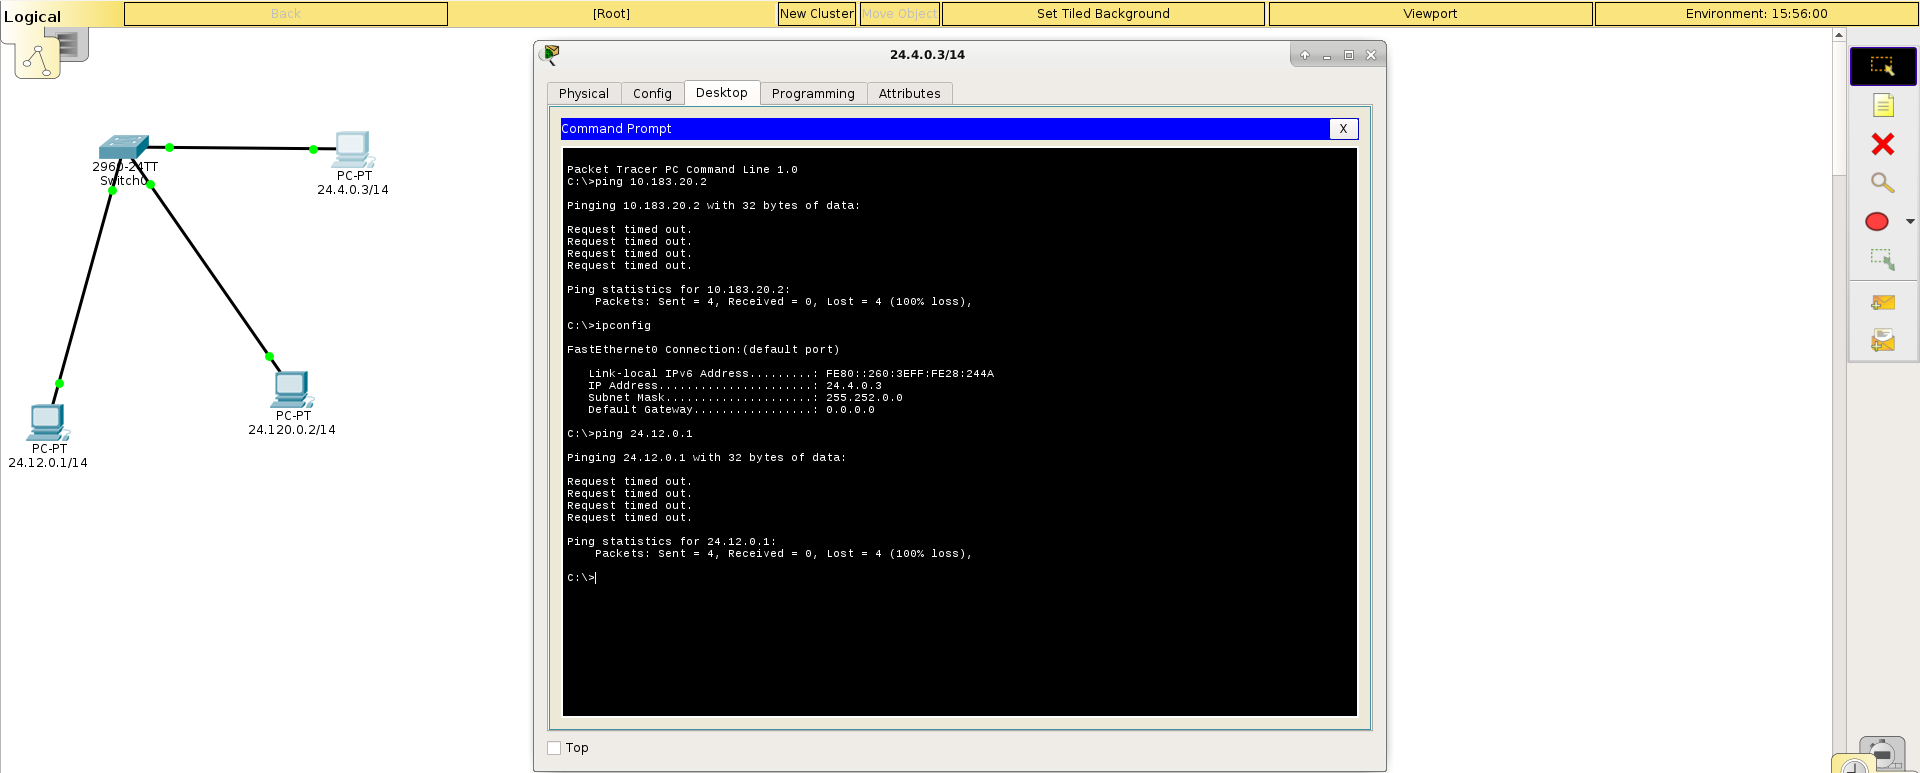 Logical
Back
[Root]
New Cluster
Move Object
Set Tiled Background
Viewport
Environment: 15:56:00
2960-24TT
Switch0
PC-PT
24.4.0.3/14
PC-PT
24.120.0.2/14
PC-PT
24.12.0.1/14
24.4.0.3/14
Physical
Config
Desktop
Programming
Attributes
Command Prompt
X
Packet Tracer PC Command Line 1.0
C:\>ping 10.183.20.2
Pinging 10.183.20.2 with 32 bytes of data:
Request timed out.
Request timed out.
Request timed out.
Request timed out.
Ping statistics for 10.183.20.2:
Packets: Sent = 4, Received = 0, Lost = 4 (100% loss),
C:\>ipconfig
FastEthernet0 Connection:(default port)
Link-local IPv6 Address.........: FE80::260:3EFF:FE28:244A
IP Address......................: 24.4.0.3
Subnet Mask.....................: 255.252.0.0
Default Gateway.................: 0.0.0.0
C:\>ping 24.12.0.1
Pinging 24.12.0.1 with 32 bytes of data:
Request timed out.
Request timed out.
Request timed out.
Request timed out.
Ping statistics for 24.12.0.1:
Packets: Sent = 4, Received = 0, Lost = 4 (100% loss),
C:\>
Top